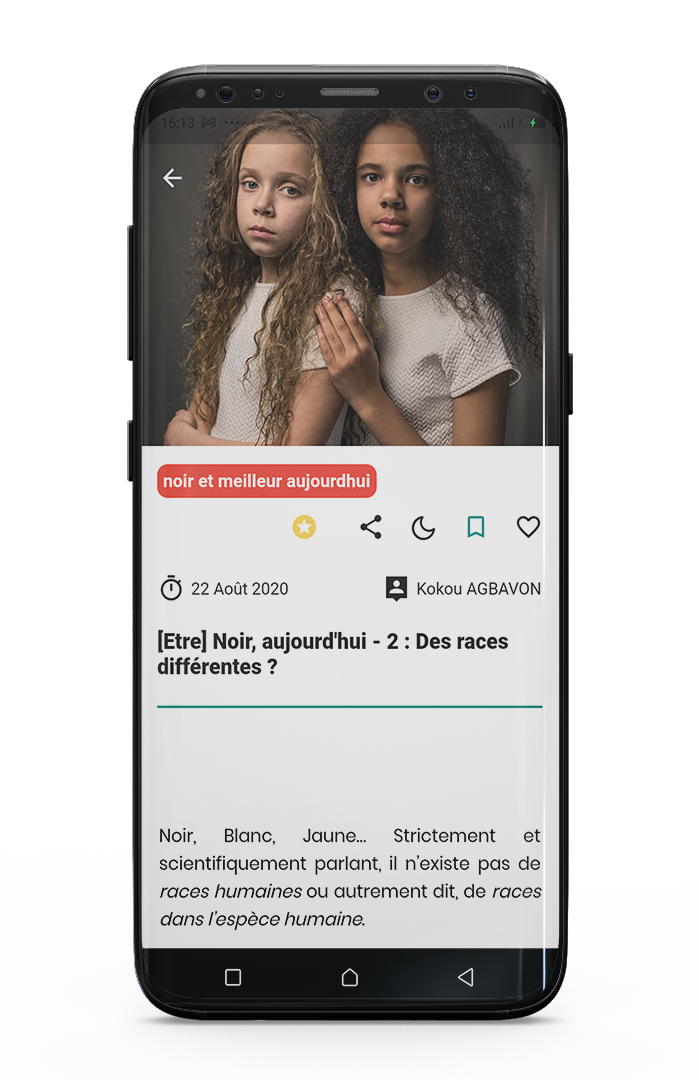 16:13
noir et meilleur aujourdhui
22 Août 2020
Kokou AGBAVON
[Etre] Noir, aujourd'hui - 2 : Des races
différentes ?
Noir, Blanc, Jaune... Strictement et
scientifiquement parlant, il n'existe pas de
races humaines ou autrement dit, de races
dans l'espèce humaine.